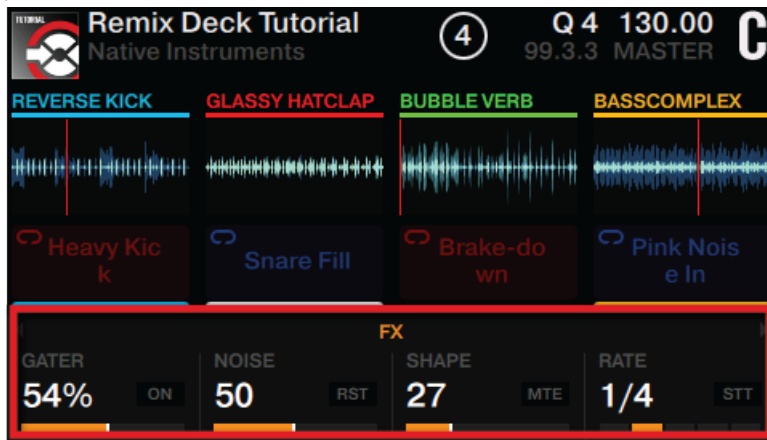 TUTORIAL
Remix Deck Tutorial
Native Instruments
4
Q 4 130.00
99.3.3 MASTER
C
REVERSE KICK GLASSY HATCLAP BUBBLE VERB BASSCOMPLEX
Heavy Kic
k
Snare Fill
Brake-do
wn
Pink Nois
e In
FX
GATER NOISE SHAPE RATE
54% ON 50 RST 27 MTE 1/4 STT